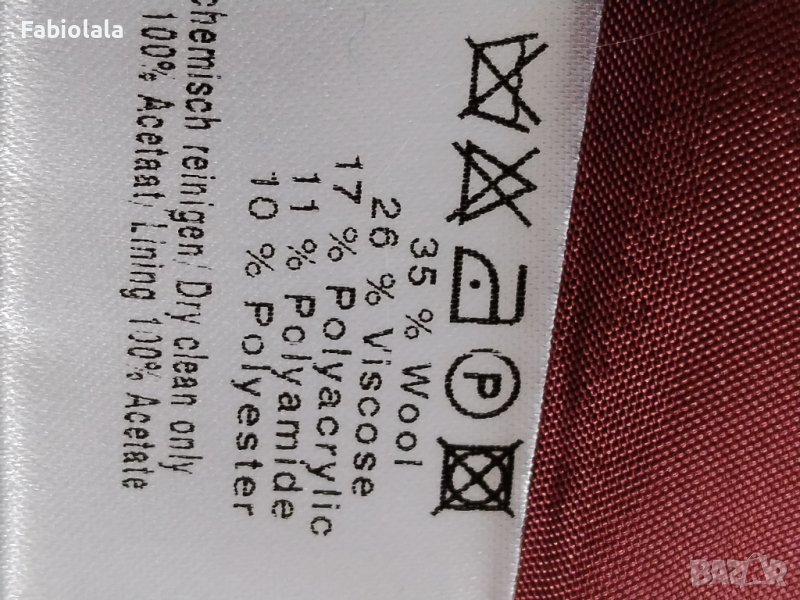 Fabiolala
35 % Wool
26 % Viscose
17 % Polyacrylic
11 % Polyamide
10 % Polyester
chemisch reinigen/ Dry clean only
100% Acetaat/ Lining 100% Acetate
P
BAZAR